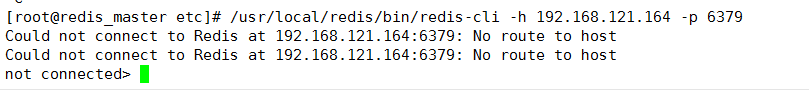 [root@redis_master etc]# /usr/local/redis/bin/redis-cli -h 192.168.121.164 -p 6379
Could not connect to Redis at 192.168.121.164:6379: No route to host
Could not connect to Redis at 192.168.121.164:6379: No route to host
not connected>